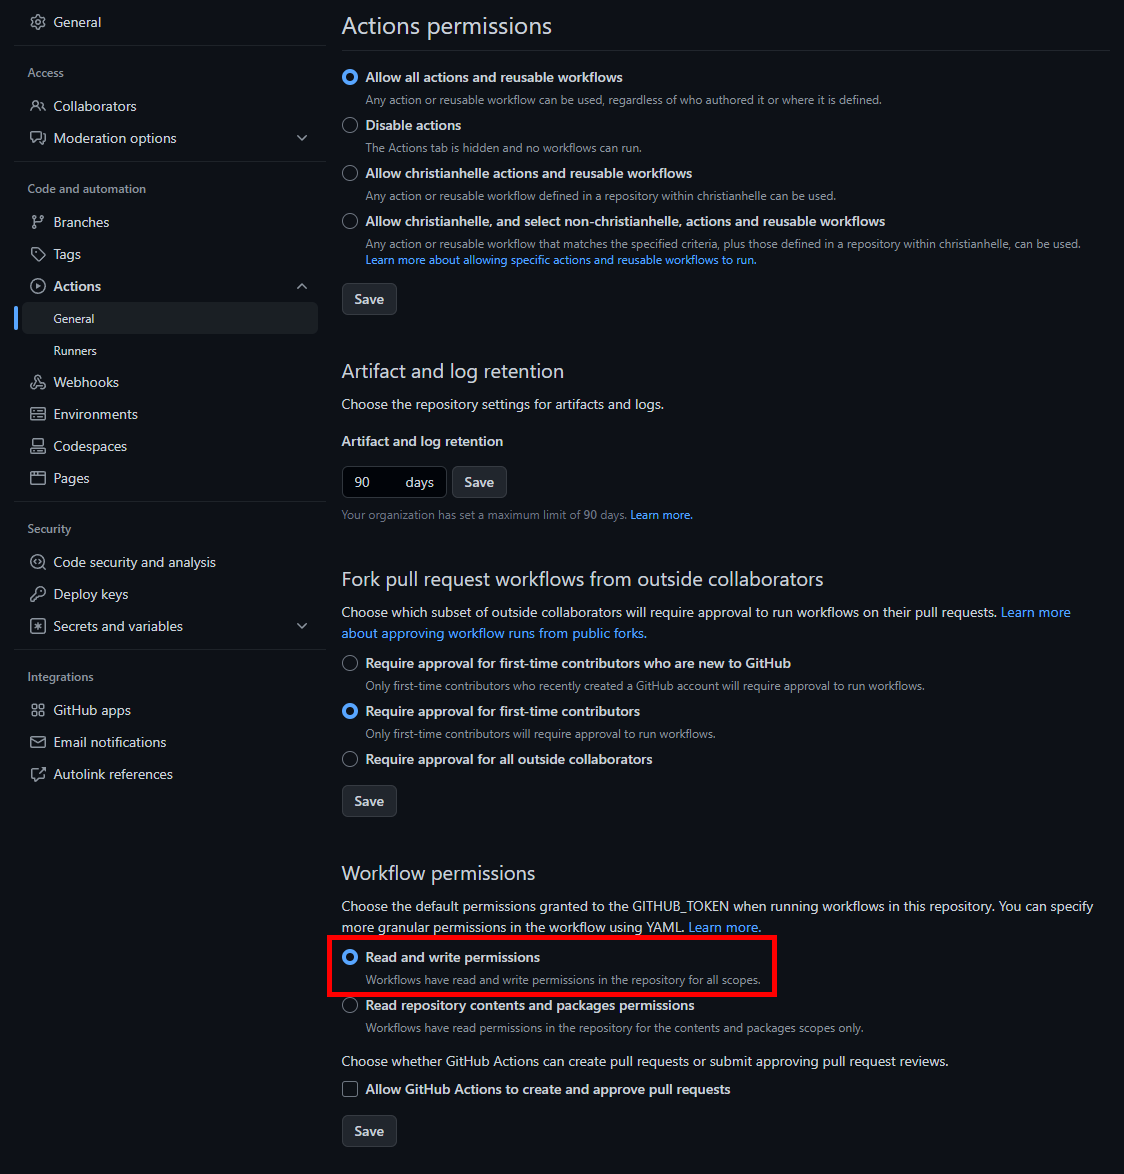 General
Access
Collaborators
Moderation options
Code and automation
Branches
Tags
Actions
General
Runners
Webhooks
Environments
Codespaces
Pages
Security
Code security and analysis
Deploy keys
Secrets and variables
Integrations
GitHub apps
Email notifications
Autolink references
Actions permissions
Allow all actions and reusable workflows
Any action or reusable workflow can be used, regardless of who authored it or where it is defined.
Disable actions
The Actions tab is hidden and no workflows can run.
Allow christianhelle actions and reusable workflows
Any action or reusable workflow defined in a repository within christianhelle can be used.
Allow christianhelle, and select non-christianhelle, actions and reusable workflows
Any action or reusable workflow that matches the specified criteria, plus those defined in a repository within christianhelle, can be used.
Learn more about allowing specific actions and reusable workflows to run.
Save
Artifact and log retention
Choose the repository settings for artifacts and logs.
Artifact and log retention
90 days Save
Your organization has set a maximum limit of 90 days. Learn more.
Fork pull request workflows from outside collaborators
Choose which subset of outside collaborators will require approval to run workflows on their pull requests. Learn more
about approving workflow runs from public forks.
Require approval for first-time contributors who are new to GitHub
Only first-time contributors who recently created a GitHub account will require approval to run workflows.
Require approval for first-time contributors
Only first-time contributors will require approval to run workflows.
Require approval for all outside collaborators
Save
Workflow permissions
Choose the default permissions granted to the GITHUB_TOKEN when running workflows in this repository. You can specify
more granular permissions in the workflow using YAML. Learn more.
Read and write permissions
Workflows have read and write permissions in the repository for all scopes.
Read repository contents and packages permissions
Workflows have read permissions in the repository for the contents and packages scopes only.
Choose whether GitHub Actions can create pull requests or submit approving pull request reviews.
Allow GitHub Actions to create and approve pull requests
Save